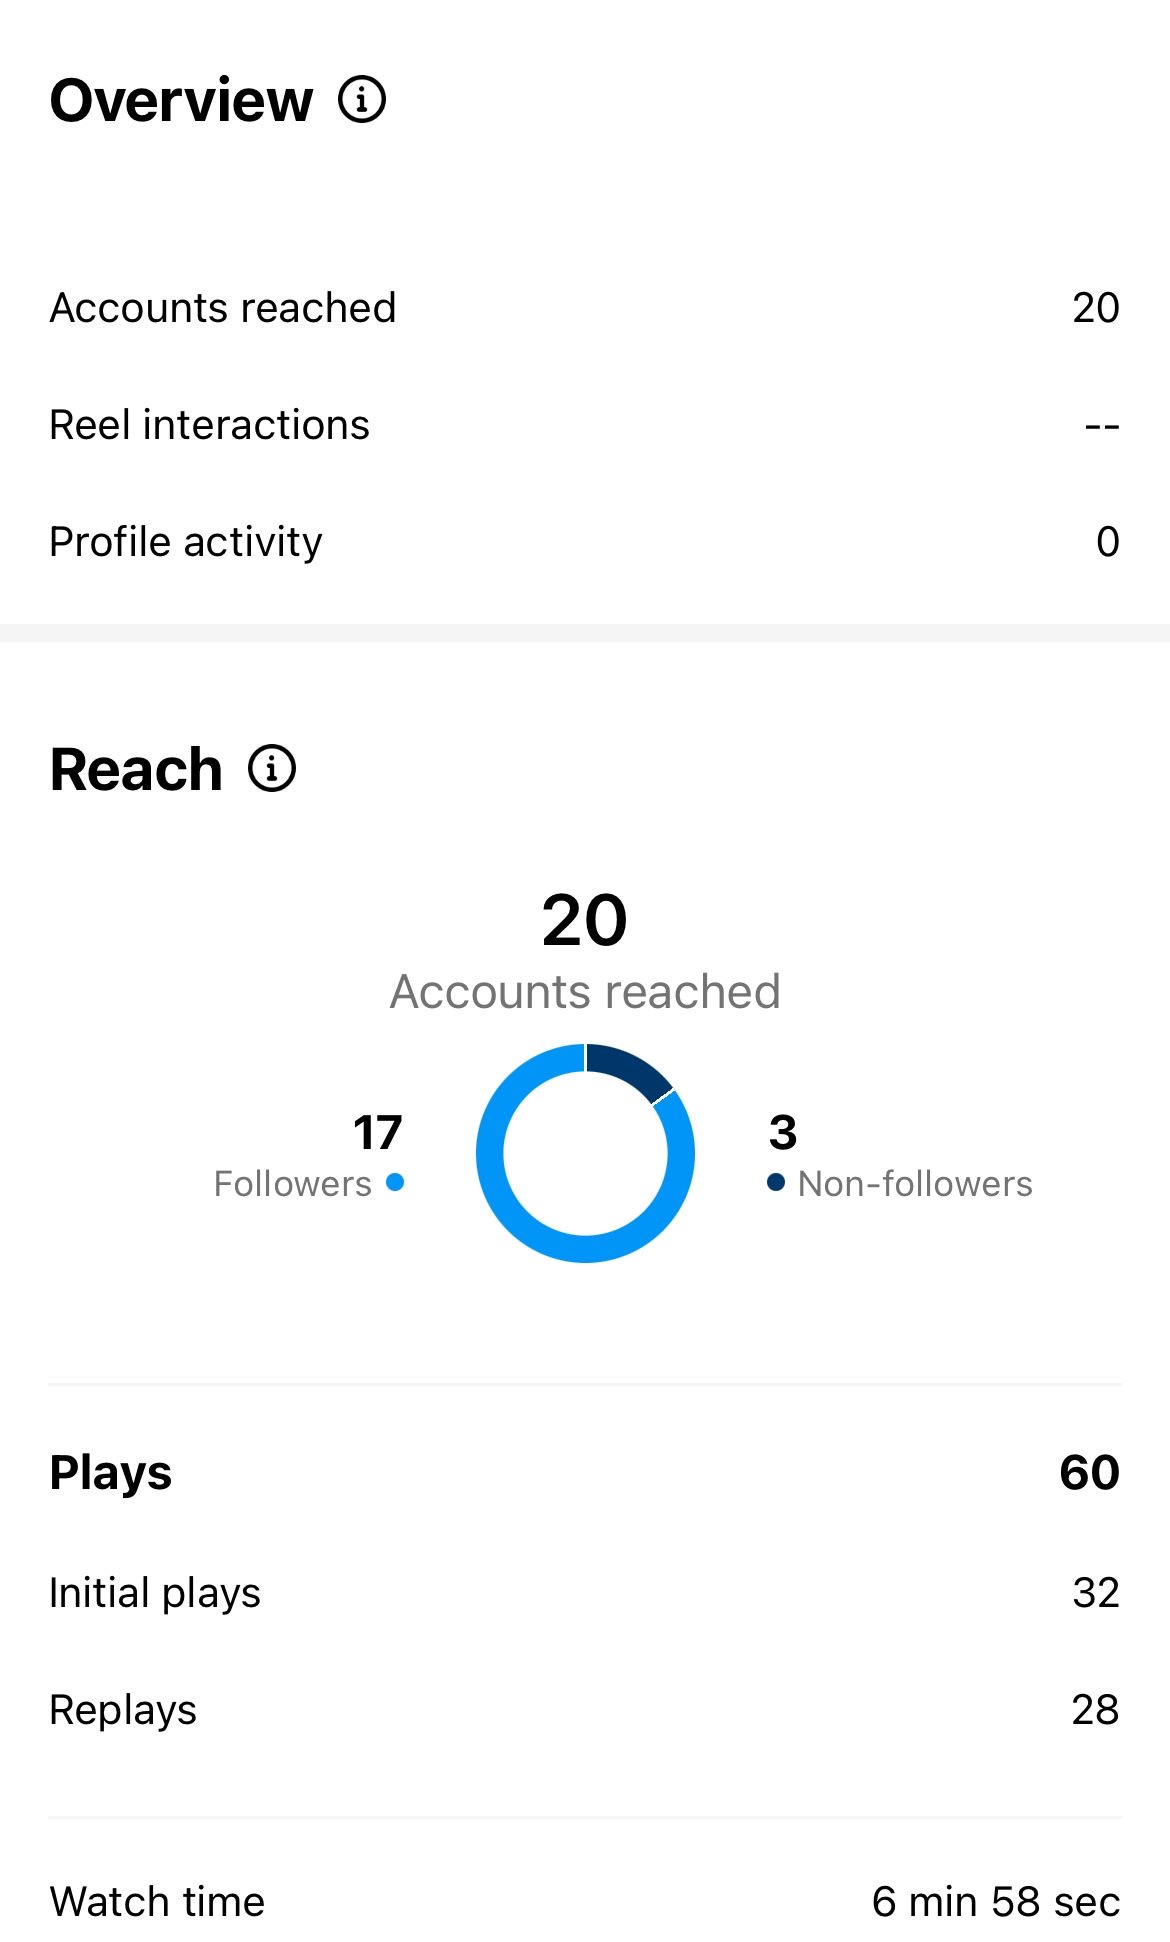 Overview
Accounts reached 20
Reel interactions --
Profile activity 0
Reach
20
Accounts reached
17
Followers
3
Non-followers
Plays 60
Initial plays 32
Replays 28
Watch time 6 min 58 sec